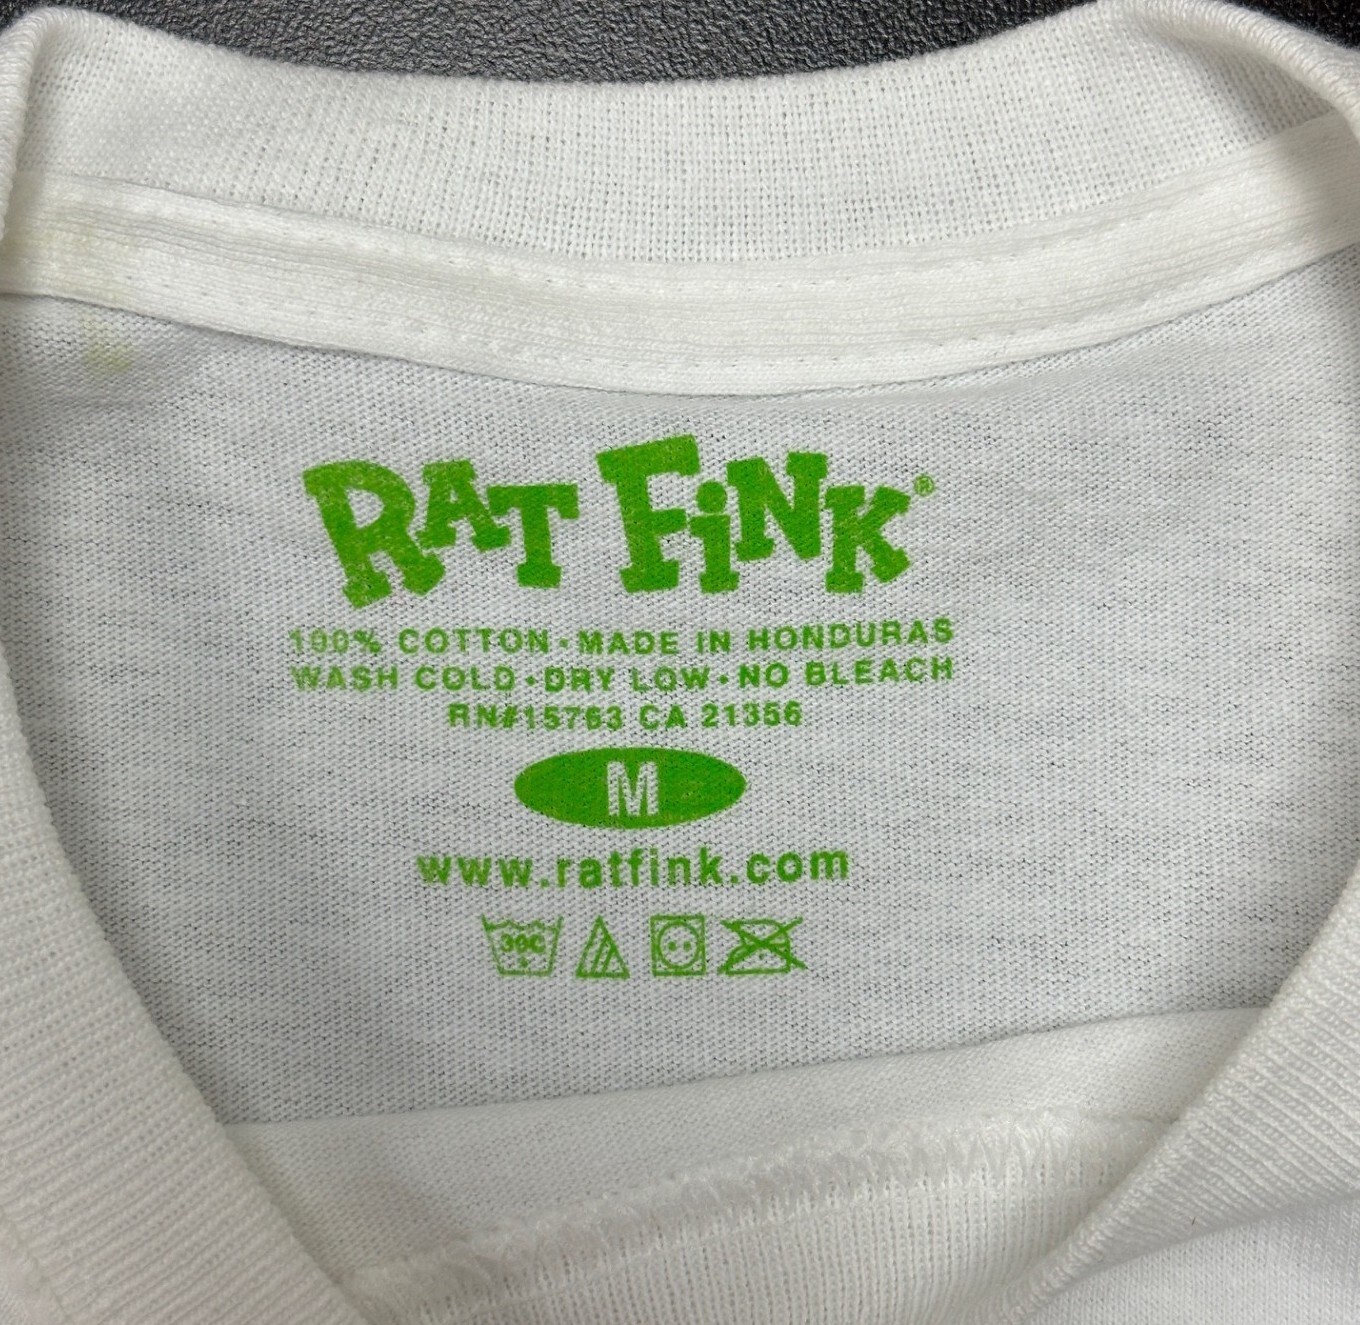 RAT FiNK®
100% COTTON • MADE IN HONDURAS
WASH COLD • DRY LOW • NO BLEACH
RN#15763 CA 21356
M
www.ratfink.com
30C